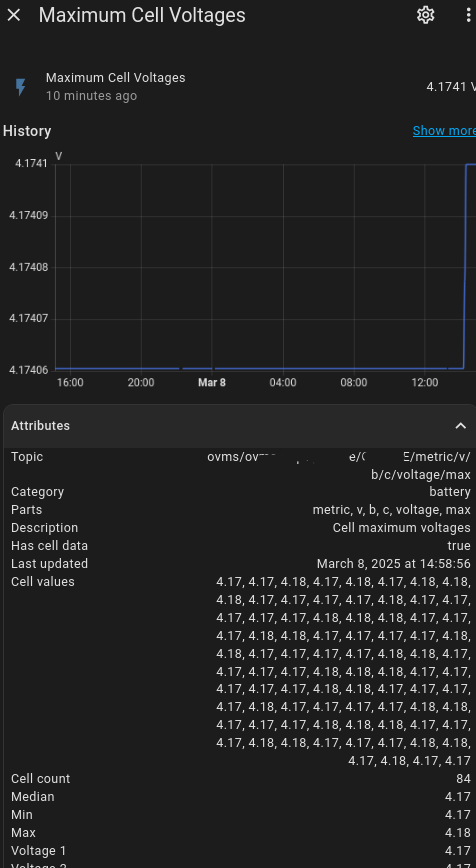 Maximum Cell Voltages
Maximum Cell Voltages
10 minutes ago
4.1741 V
History
Show more
V
4.1741
4.17409
4.17408
4.17407
4.17406
16:00 20:00 Mar 8 04:00 08:00 12:00
Attributes
Topic ovms/ov E/metric/v/
b/c/voltage/max
Category battery
Parts metric, v, b, c, voltage, max
Description Cell maximum voltages
Has cell data true
Last updated March 8, 2025 at 14:58:56
Cell values 4.17, 4.17, 4.18, 4.17, 4.18, 4.17, 4.18, 4.18,
4.18, 4.17, 4.17, 4.17, 4.17, 4.18, 4.17, 4.17,
4.17, 4.17, 4.17, 4.18, 4.18, 4.18, 4.17, 4.17,
4.17, 4.18, 4.18, 4.17, 4.17, 4.17, 4.17, 4.18,
4.18, 4.17, 4.17, 4.17, 4.17, 4.18, 4.18, 4.17,
4.17, 4.17, 4.17, 4.18, 4.18, 4.18, 4.17, 4.17,
4.17, 4.17, 4.17, 4.18, 4.18, 4.17, 4.17, 4.17,
4.17, 4.18, 4.17, 4.17, 4.17, 4.17, 4.18, 4.18,
4.17, 4.17, 4.17, 4.18, 4.18, 4.18, 4.17, 4.17,
4.17, 4.18, 4.18, 4.17, 4.17, 4.17, 4.18, 4.18,
4.17, 4.18, 4.17, 4.17
Cell count 84
Median 4.17
Min 4.17
Max 4.18
Voltage 1 4.17